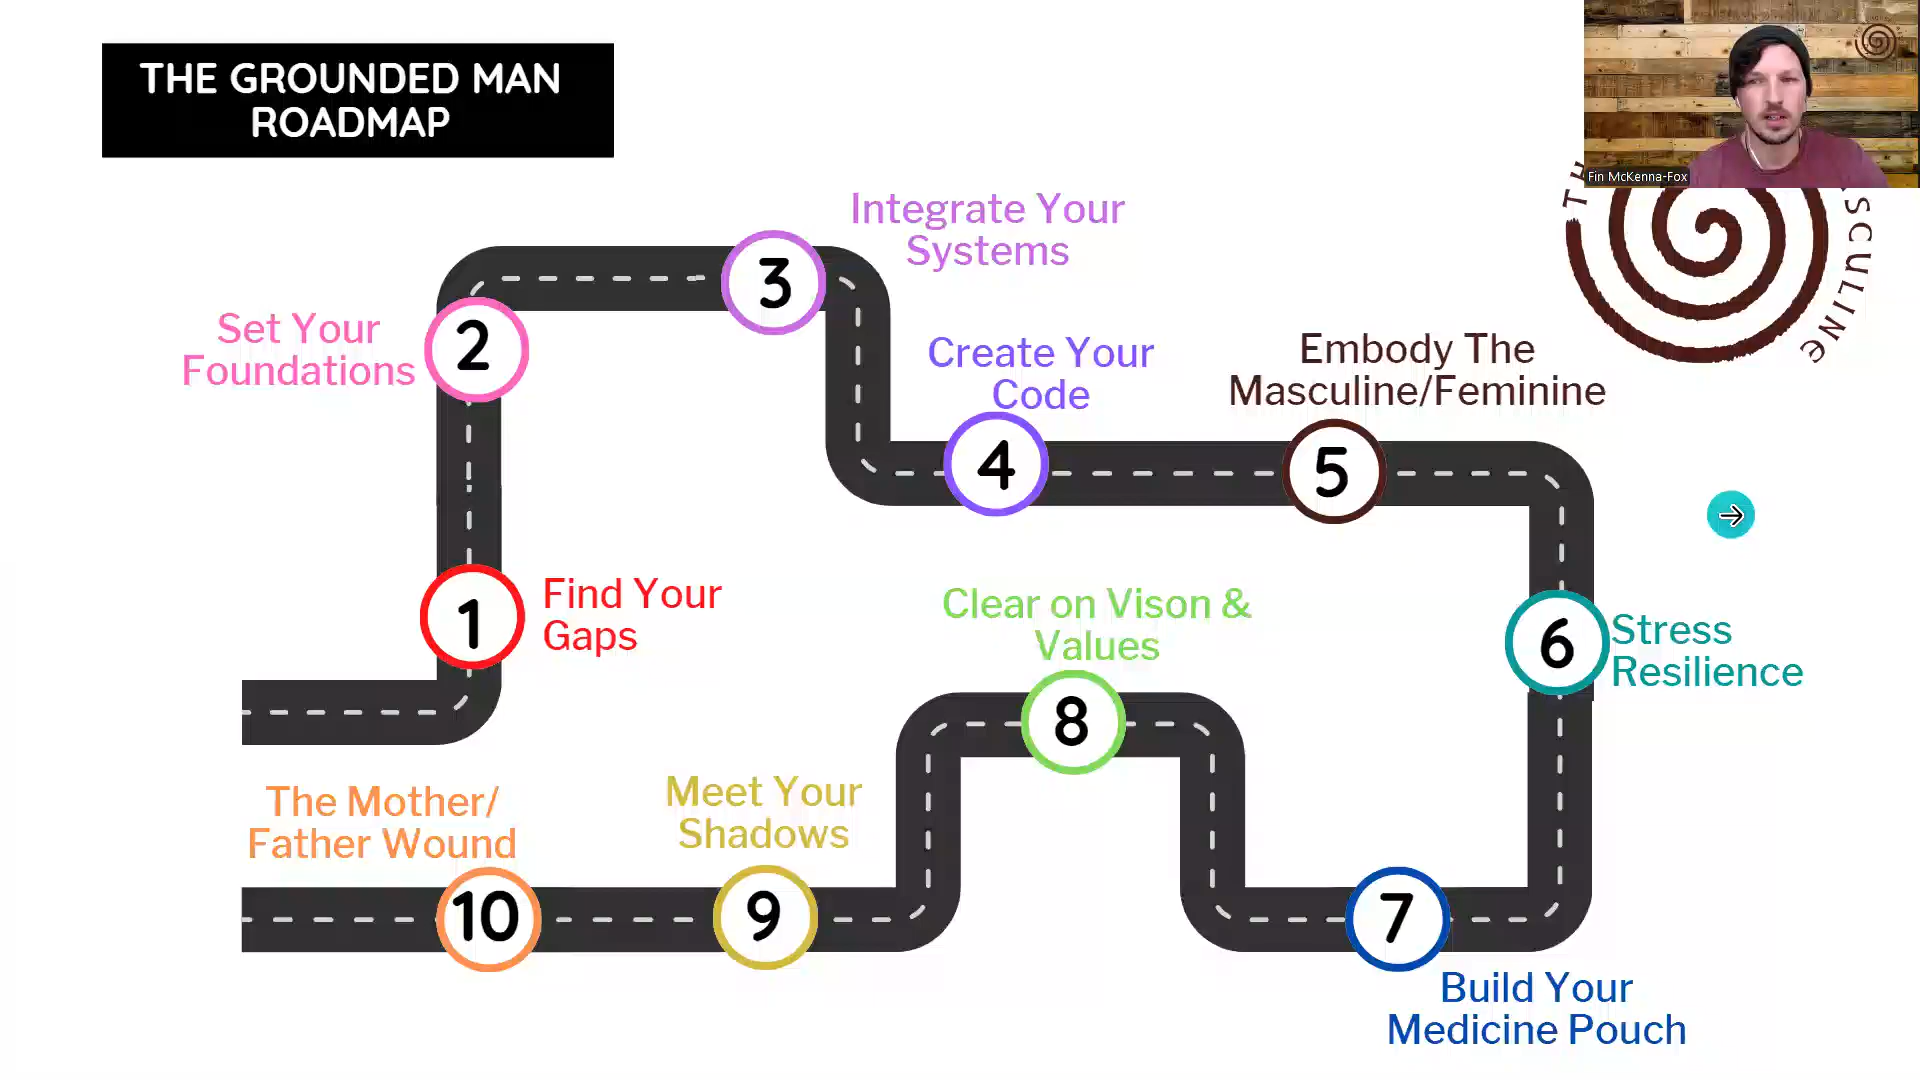 THE GROUNDED MAN
ROADMAP
Fin McKenna-Fox
TH
SCULINE
Integrate Your
Systems
3
Set Your
Foundations
2
Create Your
Code
4
Embody The
Masculine/Feminine
5
1
Find Your
Gaps
Clear on Vison &
Values
8
6
Stress
Resilience
The Mother/
Father Wound
10
Meet Your
Shadows
9
7
Build Your
Medicine Pouch